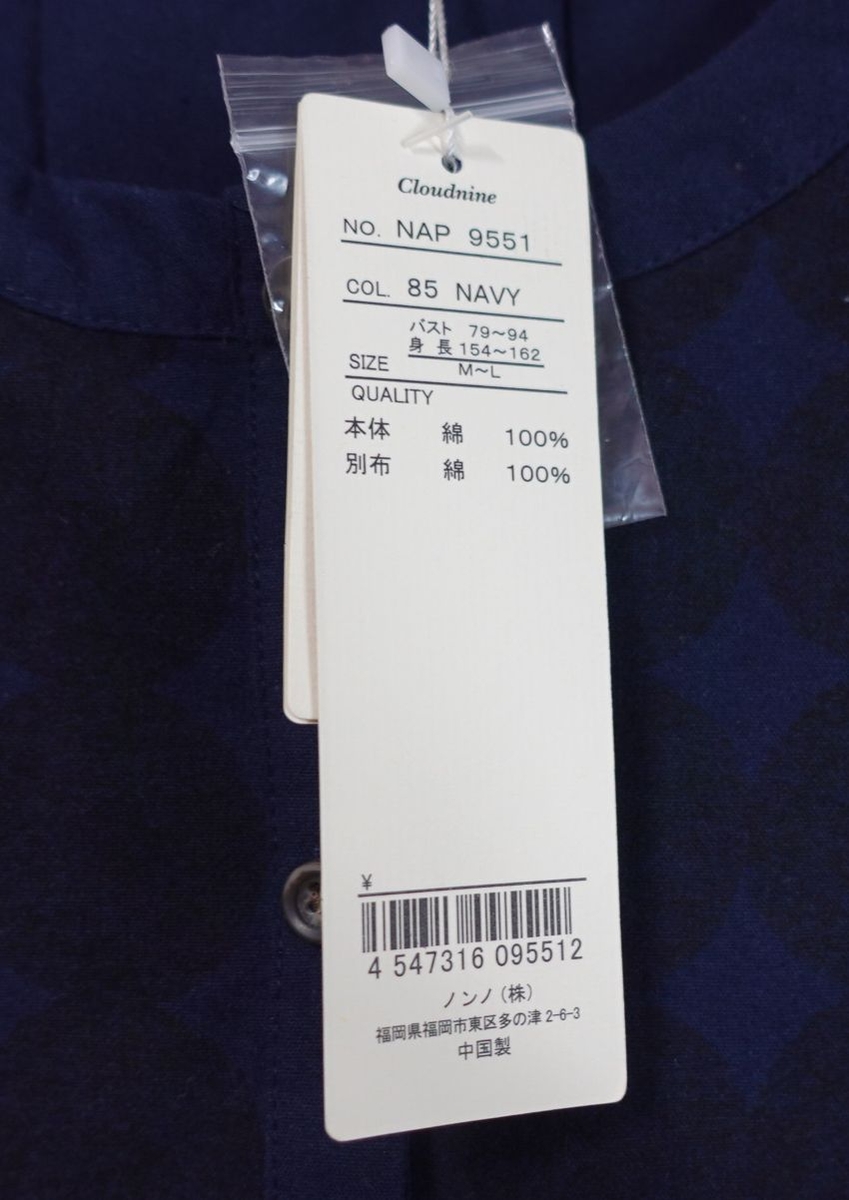 Cloudnine
NO. NAP 9551
COL. 85 NAVY
バスト 79～94
身 長 154～162
SIZE M～L
QUALITY
本体 綿 100%
別布 綿 100%
¥
4 547316 095512
ノンノ(株)
福岡県福岡市東区多の津 2-6-3
中国製